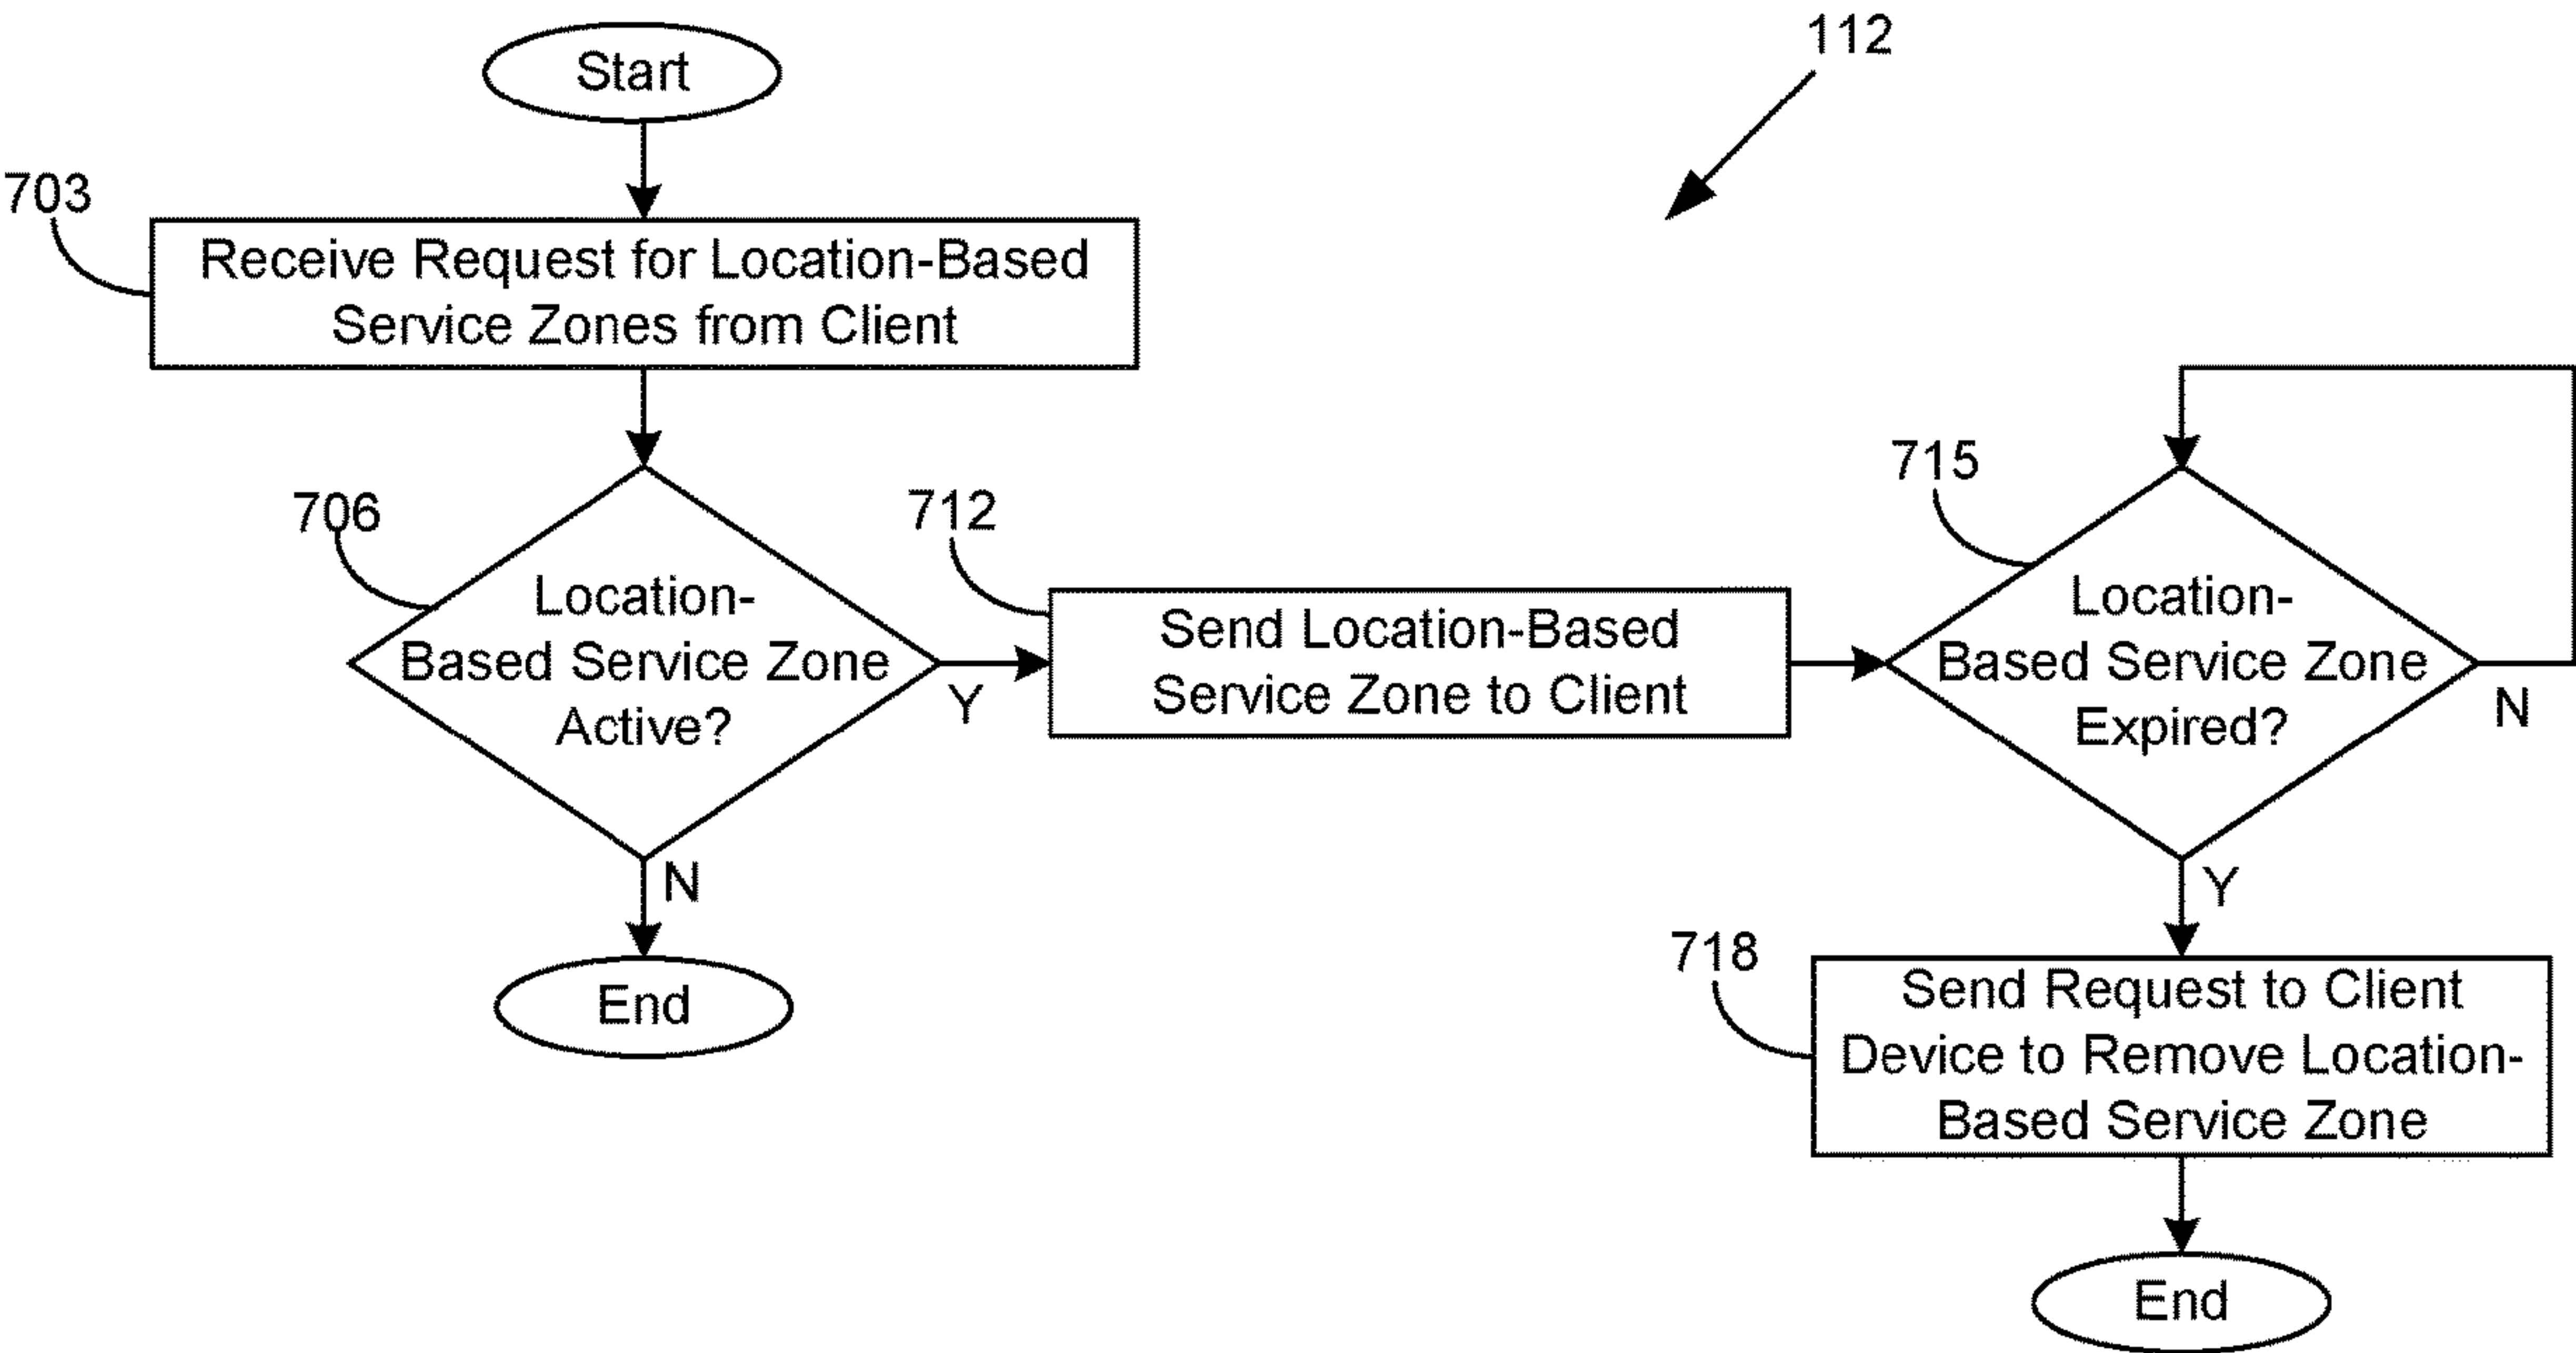 Start
112
703
Receive Request for Location-Based
Service Zones from Client
706
Location-
Based Service Zone
Active?
Y
N
End
712
Send Location-Based
Service Zone to Client
715
Location-
Based Service Zone
Expired?
N
Y
718
Send Request to Client
Device to Remove Location-
Based Service Zone
End